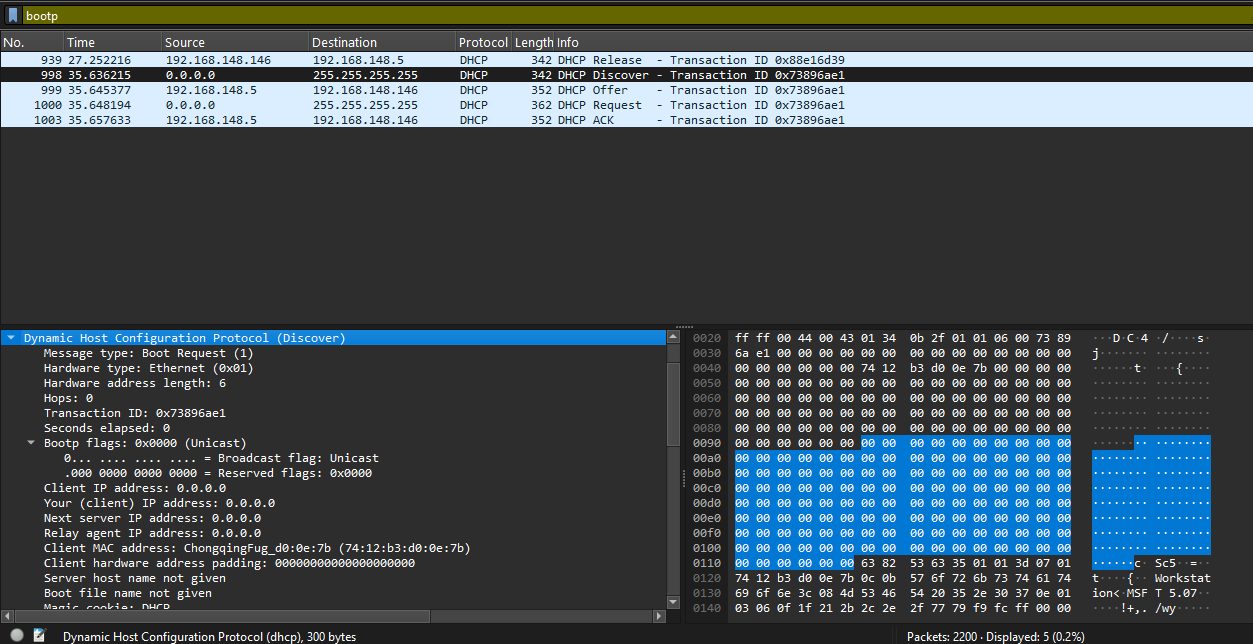 bootp
No. Time Source Destination Protocol Length Info
939 27.252216 192.168.148.146 192.168.148.5 DHCP 342 DHCP Release - Transaction ID 0x88e16d39
998 35.636215 0.0.0.0 255.255.255.255 DHCP 342 DHCP Discover - Transaction ID 0x73896ae1
999 35.645377 192.168.148.5 192.168.148.146 DHCP 352 DHCP Offer - Transaction ID 0x73896ae1
1000 35.648194 0.0.0.0 255.255.255.255 DHCP 362 DHCP Request - Transaction ID 0x73896ae1
1003 35.657633 192.168.148.5 192.168.148.146 DHCP 352 DHCP ACK - Transaction ID 0x73896ae1
Dynamic Host Configuration Protocol (Discover)
Message type: Boot Request (1)
Hardware type: Ethernet (0x01)
Hardware address length: 6
Hops: 0
Transaction ID: 0x73896ae1
Seconds elapsed: 0
Bootp flags: 0x0000 (Unicast)
0... .... .... .... = Broadcast flag: Unicast
.000 0000 0000 0000 = Reserved flags: 0x0000
Client IP address: 0.0.0.0
Your (client) IP address: 0.0.0.0
Next server IP address: 0.0.0.0
Relay agent IP address: 0.0.0.0
Client MAC address: ChongqingFug_d0:0e:7b (74:12:b3:d0:0e:7b)
Client hardware address padding: 00000000000000000000
Server host name not given
Boot file name not given
Magic cookie: DHCP
0020 ff ff 00 44 00 43 01 34 0b 2f 01 01 06 00 73 89 ···D·C·4 ·/····s·
0030 6a e1 00 00 00 00 00 00 00 00 00 00 00 00 00 00 j······· ········
0040 00 00 00 00 00 00 74 12 b3 d0 0e 7b 00 00 00 00 ······t· ···{····
0050 00 00 00 00 00 00 00 00 00 00 00 00 00 00 00 00 ········ ········
0060 00 00 00 00 00 00 00 00 00 00 00 00 00 00 00 00 ········ ········
0070 00 00 00 00 00 00 00 00 00 00 00 00 00 00 00 00 ········ ········
0080 00 00 00 00 00 00 00 00 00 00 00 00 00 00 00 00 ········ ········
0090 00 00 00 00 00 00 00 00 00 00 00 00 00 00 00 00 ········ ········
00a0 00 00 00 00 00 00 00 00 00 00 00 00 00 00 00 00 ········ ········
00b0 00 00 00 00 00 00 00 00 00 00 00 00 00 00 00 00 ········ ········
00c0 00 00 00 00 00 00 00 00 00 00 00 00 00 00 00 00 ········ ········
00d0 00 00 00 00 00 00 00 00 00 00 00 00 00 00 00 00 ········ ········
00e0 00 00 00 00 00 00 00 00 00 00 00 00 00 00 00 00 ········ ········
00f0 00 00 00 00 00 00 00 00 00 00 00 00 00 00 00 00 ········ ········
0100 00 00 00 00 00 00 00 00 00 00 00 00 00 00 00 00 ········ ········
0110 00 00 00 00 00 00 63 82 53 63 35 01 01 3d 07 01 ······c· Sc5··=··
0120 74 12 b3 d0 0e 7b 0c 0b 57 6f 72 6b 73 74 61 74 t····{·· Workstat
0130 69 6f 6e 3c 08 4d 53 46 54 20 35 2e 30 37 0e 01 ion<·MSF T 5.07··
0140 03 06 0f 1f 21 2b 2c 2e 2f 77 79 f9 fc ff 00 00 ····!+,. /wy·····
Dynamic Host Configuration Protocol (dhcp), 300 bytes
Packets: 2200 · Displayed: 5 (0.2%)